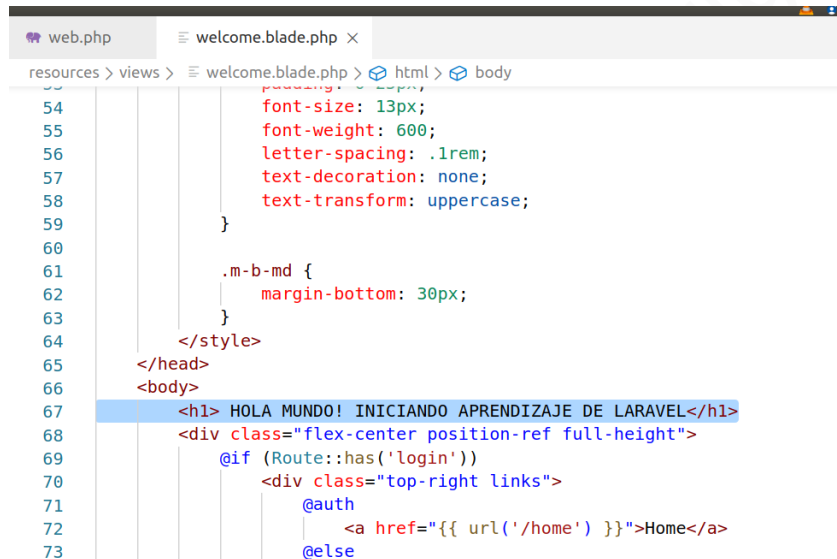 web.php
welcome.blade.php ×
resources > views > welcome.blade.php > html > body
54 font-size: 13px;
55 font-weight: 600;
56 letter-spacing: .1rem;
57 text-decoration: none;
58 text-transform: uppercase;
59 }
60
61 .m-b-md {
62 margin-bottom: 30px;
63 }
64 </style>
65 </head>
66 <body>
67 <h1> HOLA MUNDO! INICIANDO APRENDIZAJE DE LARAVEL</h1>
68 <div class="flex-center position-ref full-height">
69 @if (Route::has('login'))
70 <div class="top-right links">
71 @auth
72 <a href="{{ url('/home') }}">Home</a>
73 @else